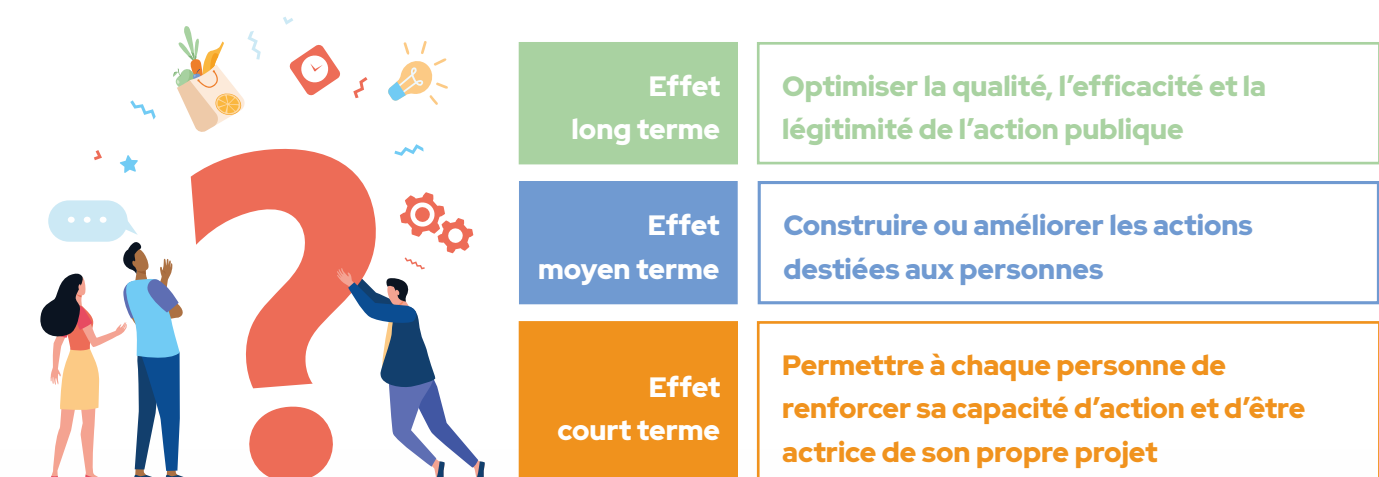 Effet
long terme
Optimiser la qualité, l’efficacité et la
légitimité de l’action publique
Effet
moyen terme
Construire ou améliorer les actions
destiées aux personnes
Effet
court terme
Permettre à chaque personne de
renforcer sa capacité d’action et d’être
actrice de son propre projet